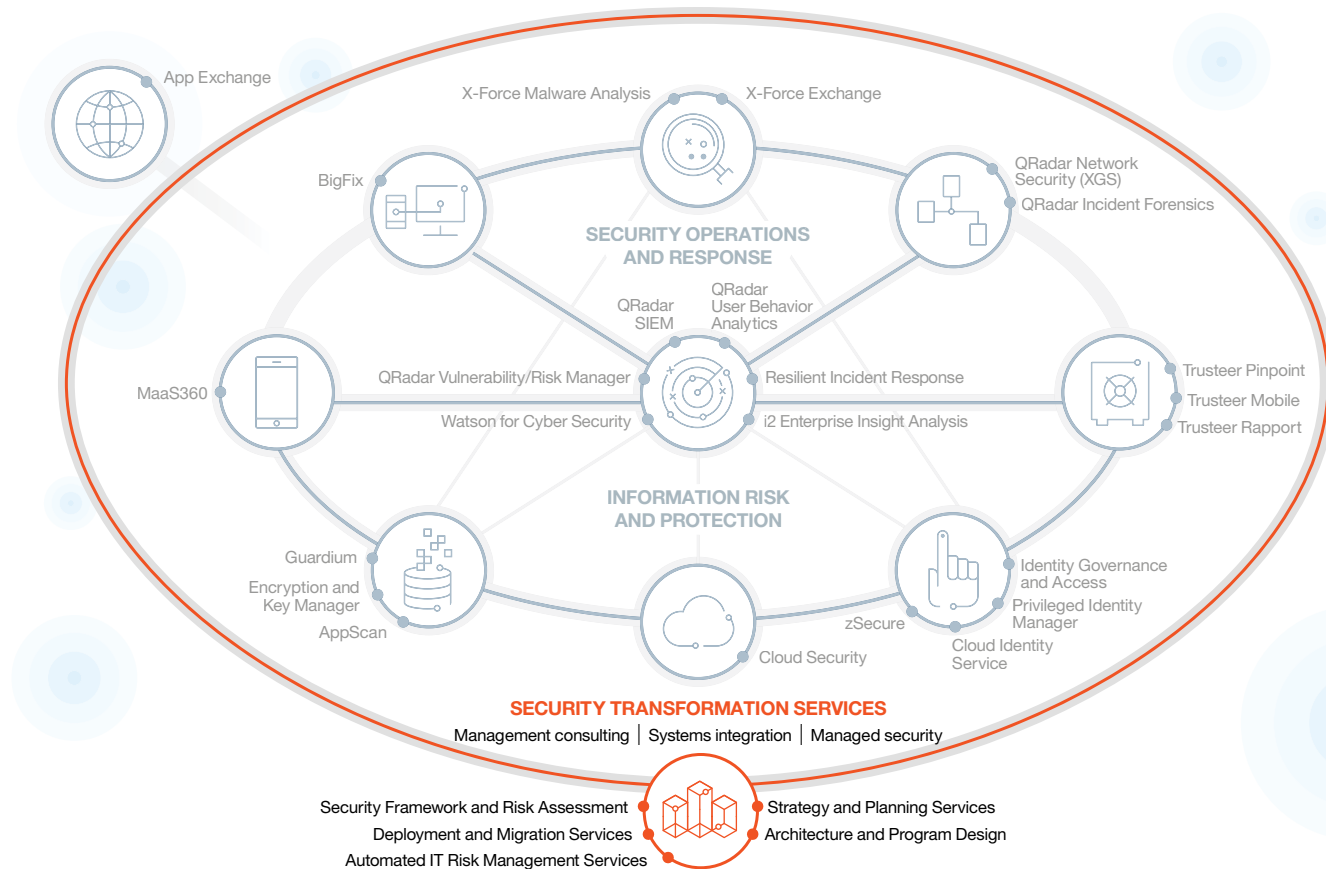 App Exchange
X-Force Malware Analysis
X-Force Exchange
BigFix
QRadar Network
Security (XGS)
QRadar Incident Forensics
SECURITY OPERATIONS
AND RESPONSE
QRadar
SIEM
QRadar
User Behavior
Analytics
MaaS360
QRadar Vulnerability/Risk Manager
Resilient Incident Response
Watson for Cyber Security
i2 Enterprise Insight Analysis
Trusteer Pinpoint
Trusteer Mobile
Trusteer Rapport
INFORMATION RISK
AND PROTECTION
Guardium
Encryption and
Key Manager
AppScan
Cloud Security
zSecure
Identity Governance
and Access
Privileged Identity
Manager
Cloud Identity
Service
SECURITY TRANSFORMATION SERVICES
Management consulting | Systems integration | Managed security
Security Framework and Risk Assessment
Strategy and Planning Services
Deployment and Migration Services
Architecture and Program Design
Automated IT Risk Management Services